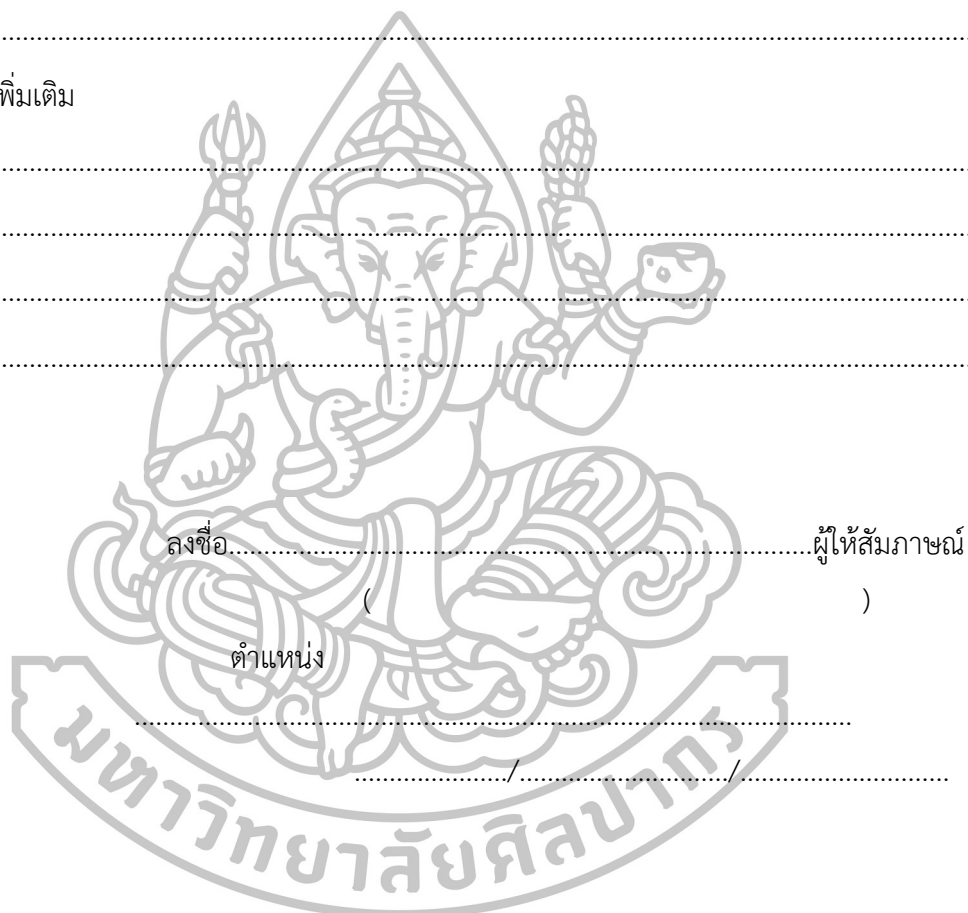 ................................................................................................................................
พิ่มเติม
................................................................................................................................
................................................................................................................................
................................................................................................................................
................................................................................................................................
ลงชื่อ....................................................................................ผู้ให้สัมภาษณ์
( )
ตำแหน่ง
.......................................................................................................
....................../............................../..............................
มหาวิทยาลัยศิลปากร